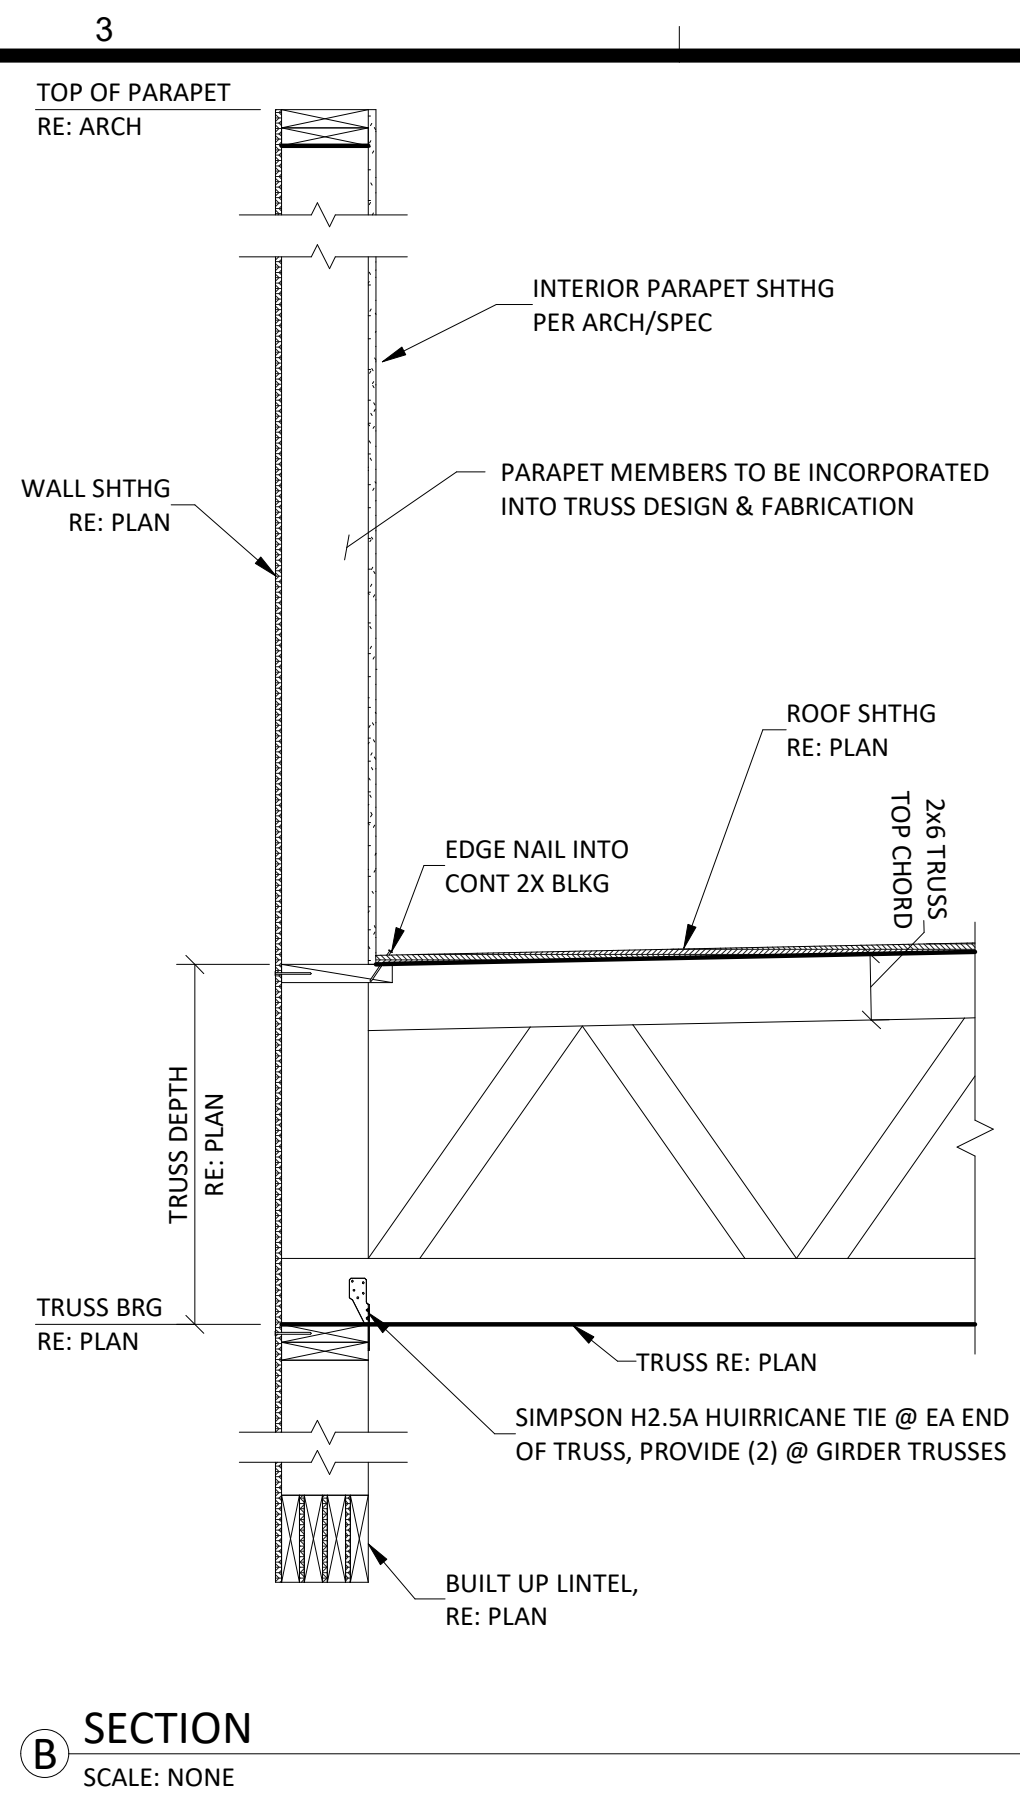 3
TOP OF PARAPET
RE: ARCH
INTERIOR PARAPET SHTHG
PER ARCH/SPEC
WALL SHTHG
RE: PLAN
PARAPET MEMBERS TO BE INCORPORATED
INTO TRUSS DESIGN & FABRICATION
ROOF SHTHG
RE: PLAN
2x6 TRUSS
TOP CHORD
EDGE NAIL INTO
CONT 2X BLKG
TRUSS DEPTH
RE: PLAN
TRUSS BRG
RE: PLAN
TRUSS RE: PLAN
SIMPSON H2.5A HUIRRICANE TIE @ EA END
OF TRUSS, PROVIDE (2) @ GIRDER TRUSSES
BUILT UP LINTEL,
RE: PLAN
B
SECTION
SCALE: NONE